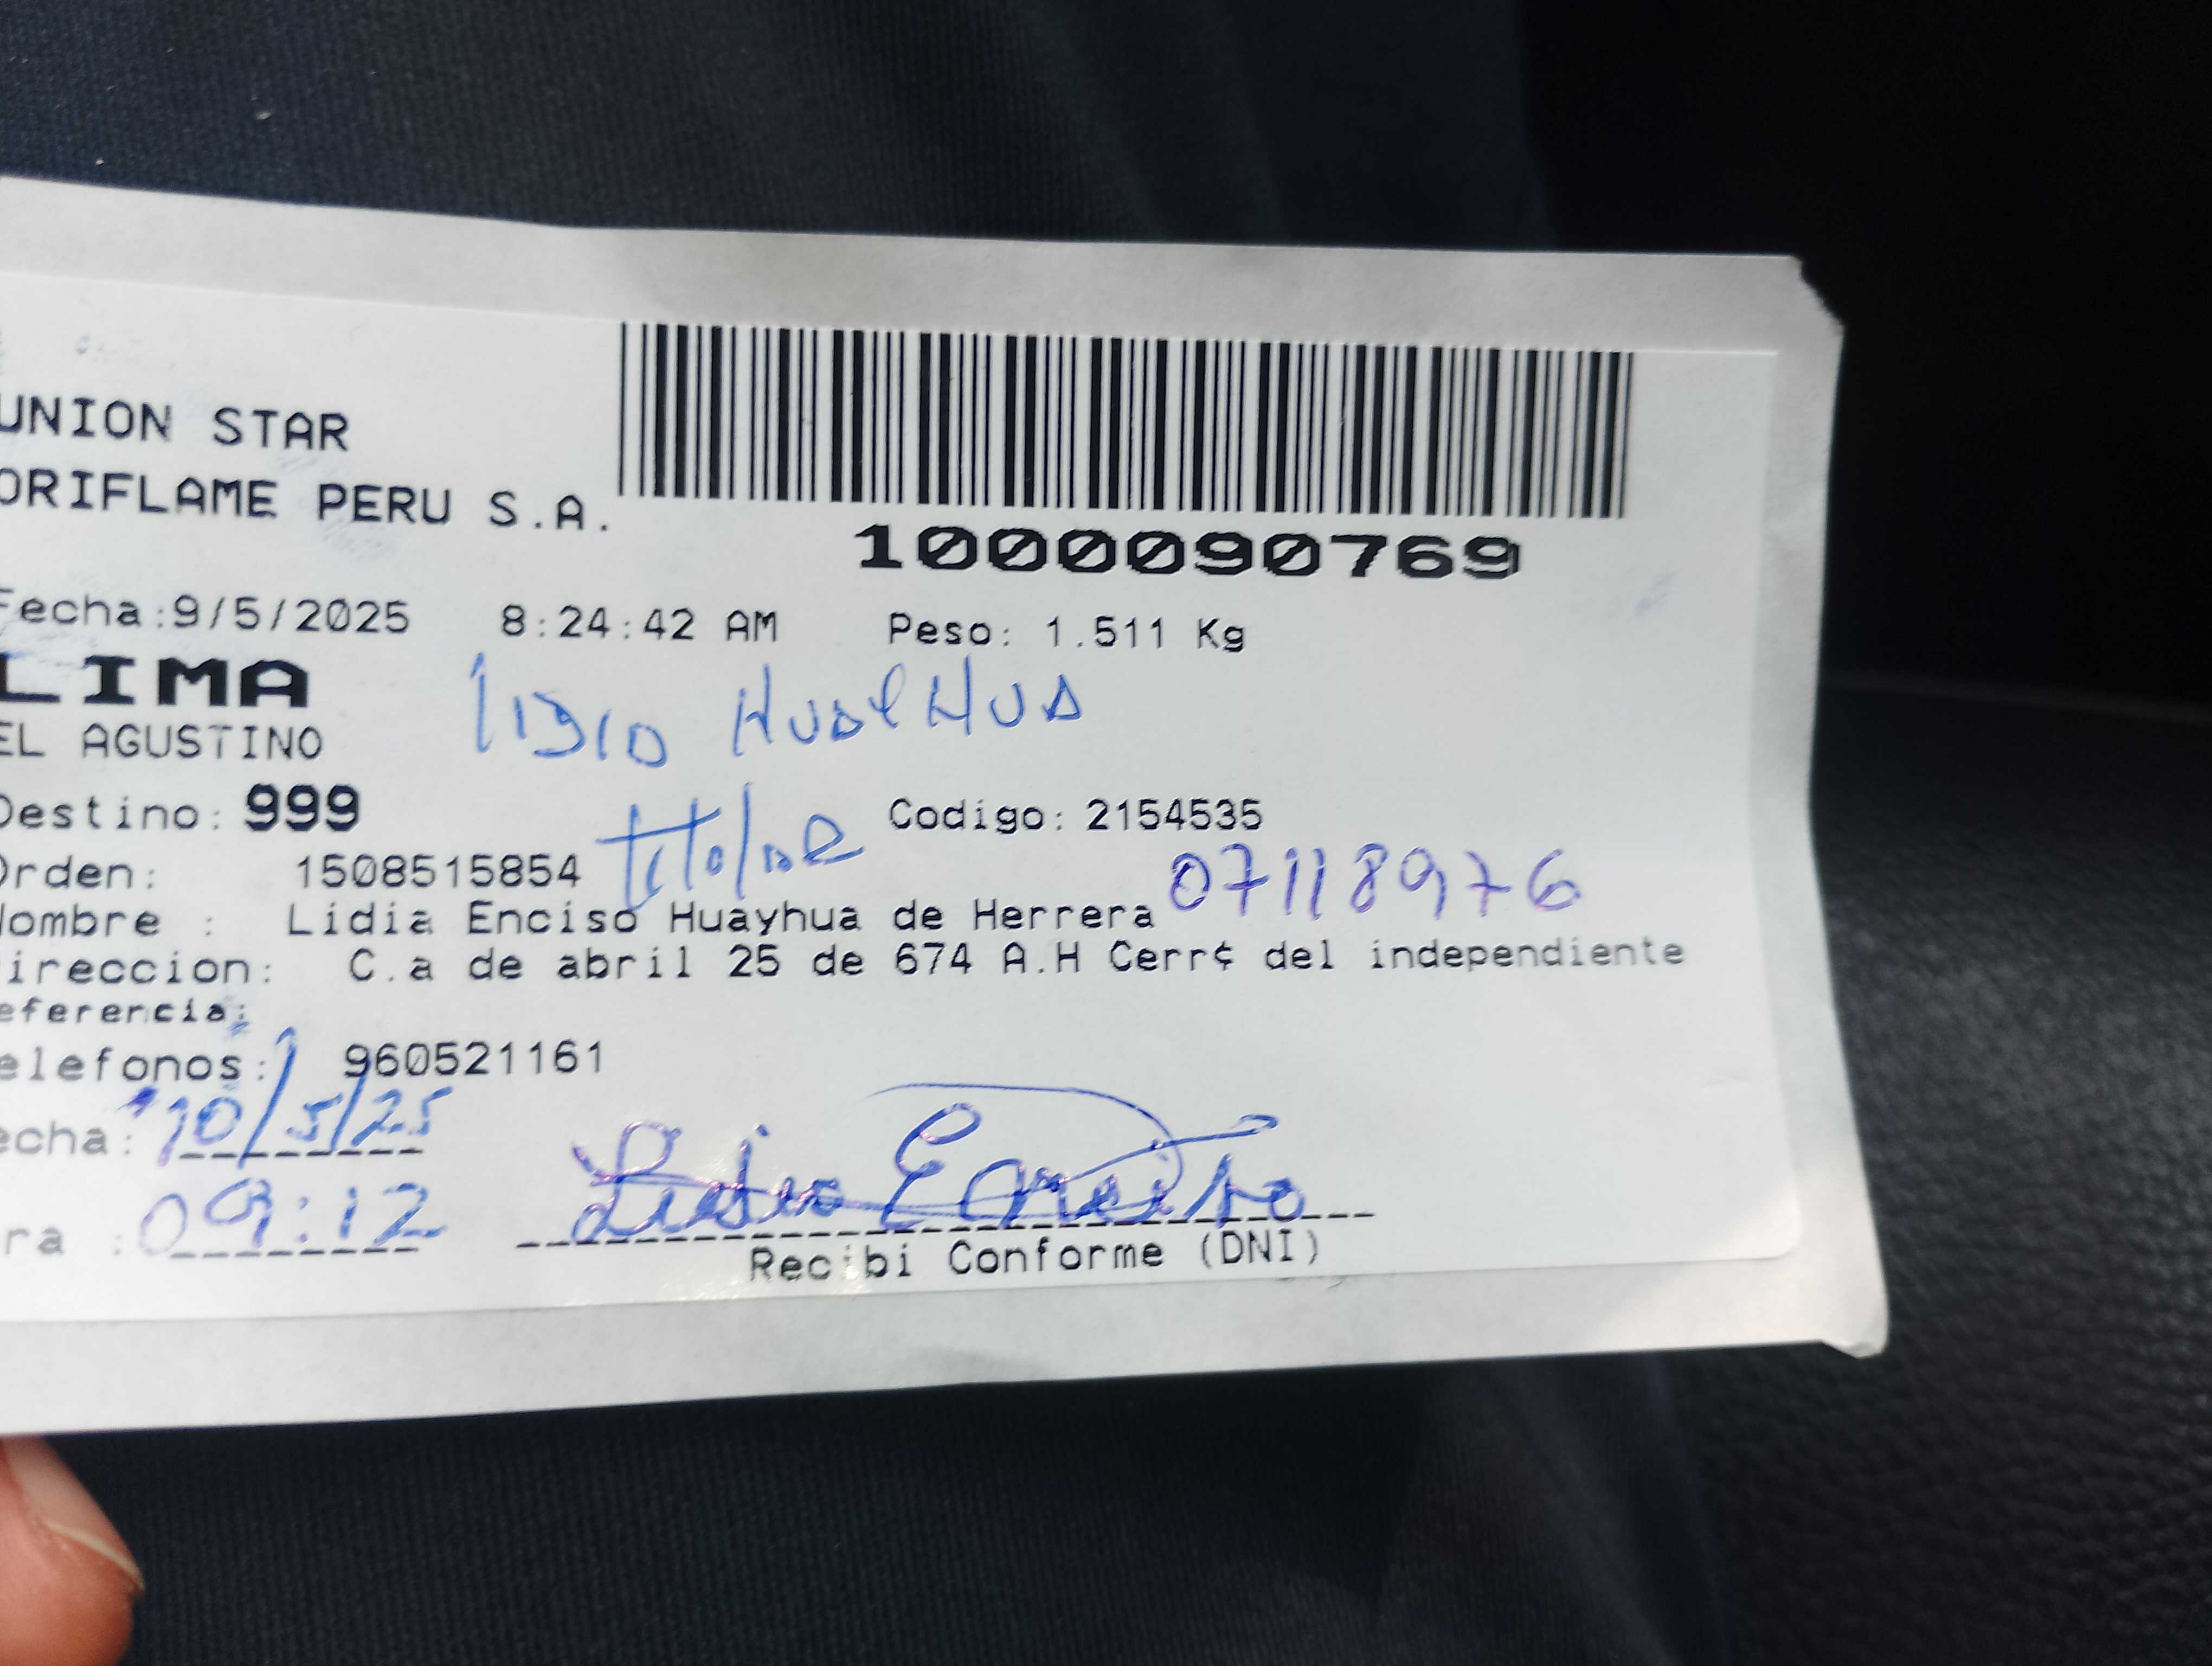 UNION STAR
ORIFLAME PERU S.A.
1000090769
Fecha:9/5/2025 8:24:42 AM Peso: 1.511 Kg
LIMA
lidia Huayhua
EL AGUSTINO
Destino: 999
titular
Codigo: 2154535
Orden: 1508515854
07118976
Nombre : Lidia Enciso Huayhua de Herrera
ireccion: C.a de abril 25 de 674 A.H Cerr¢ del independiente
eferencia:
elefonos: 960521161
echa: 10/5/25
ra : 09:12
Lidia Enciso
Recibi Conforme (DNI)